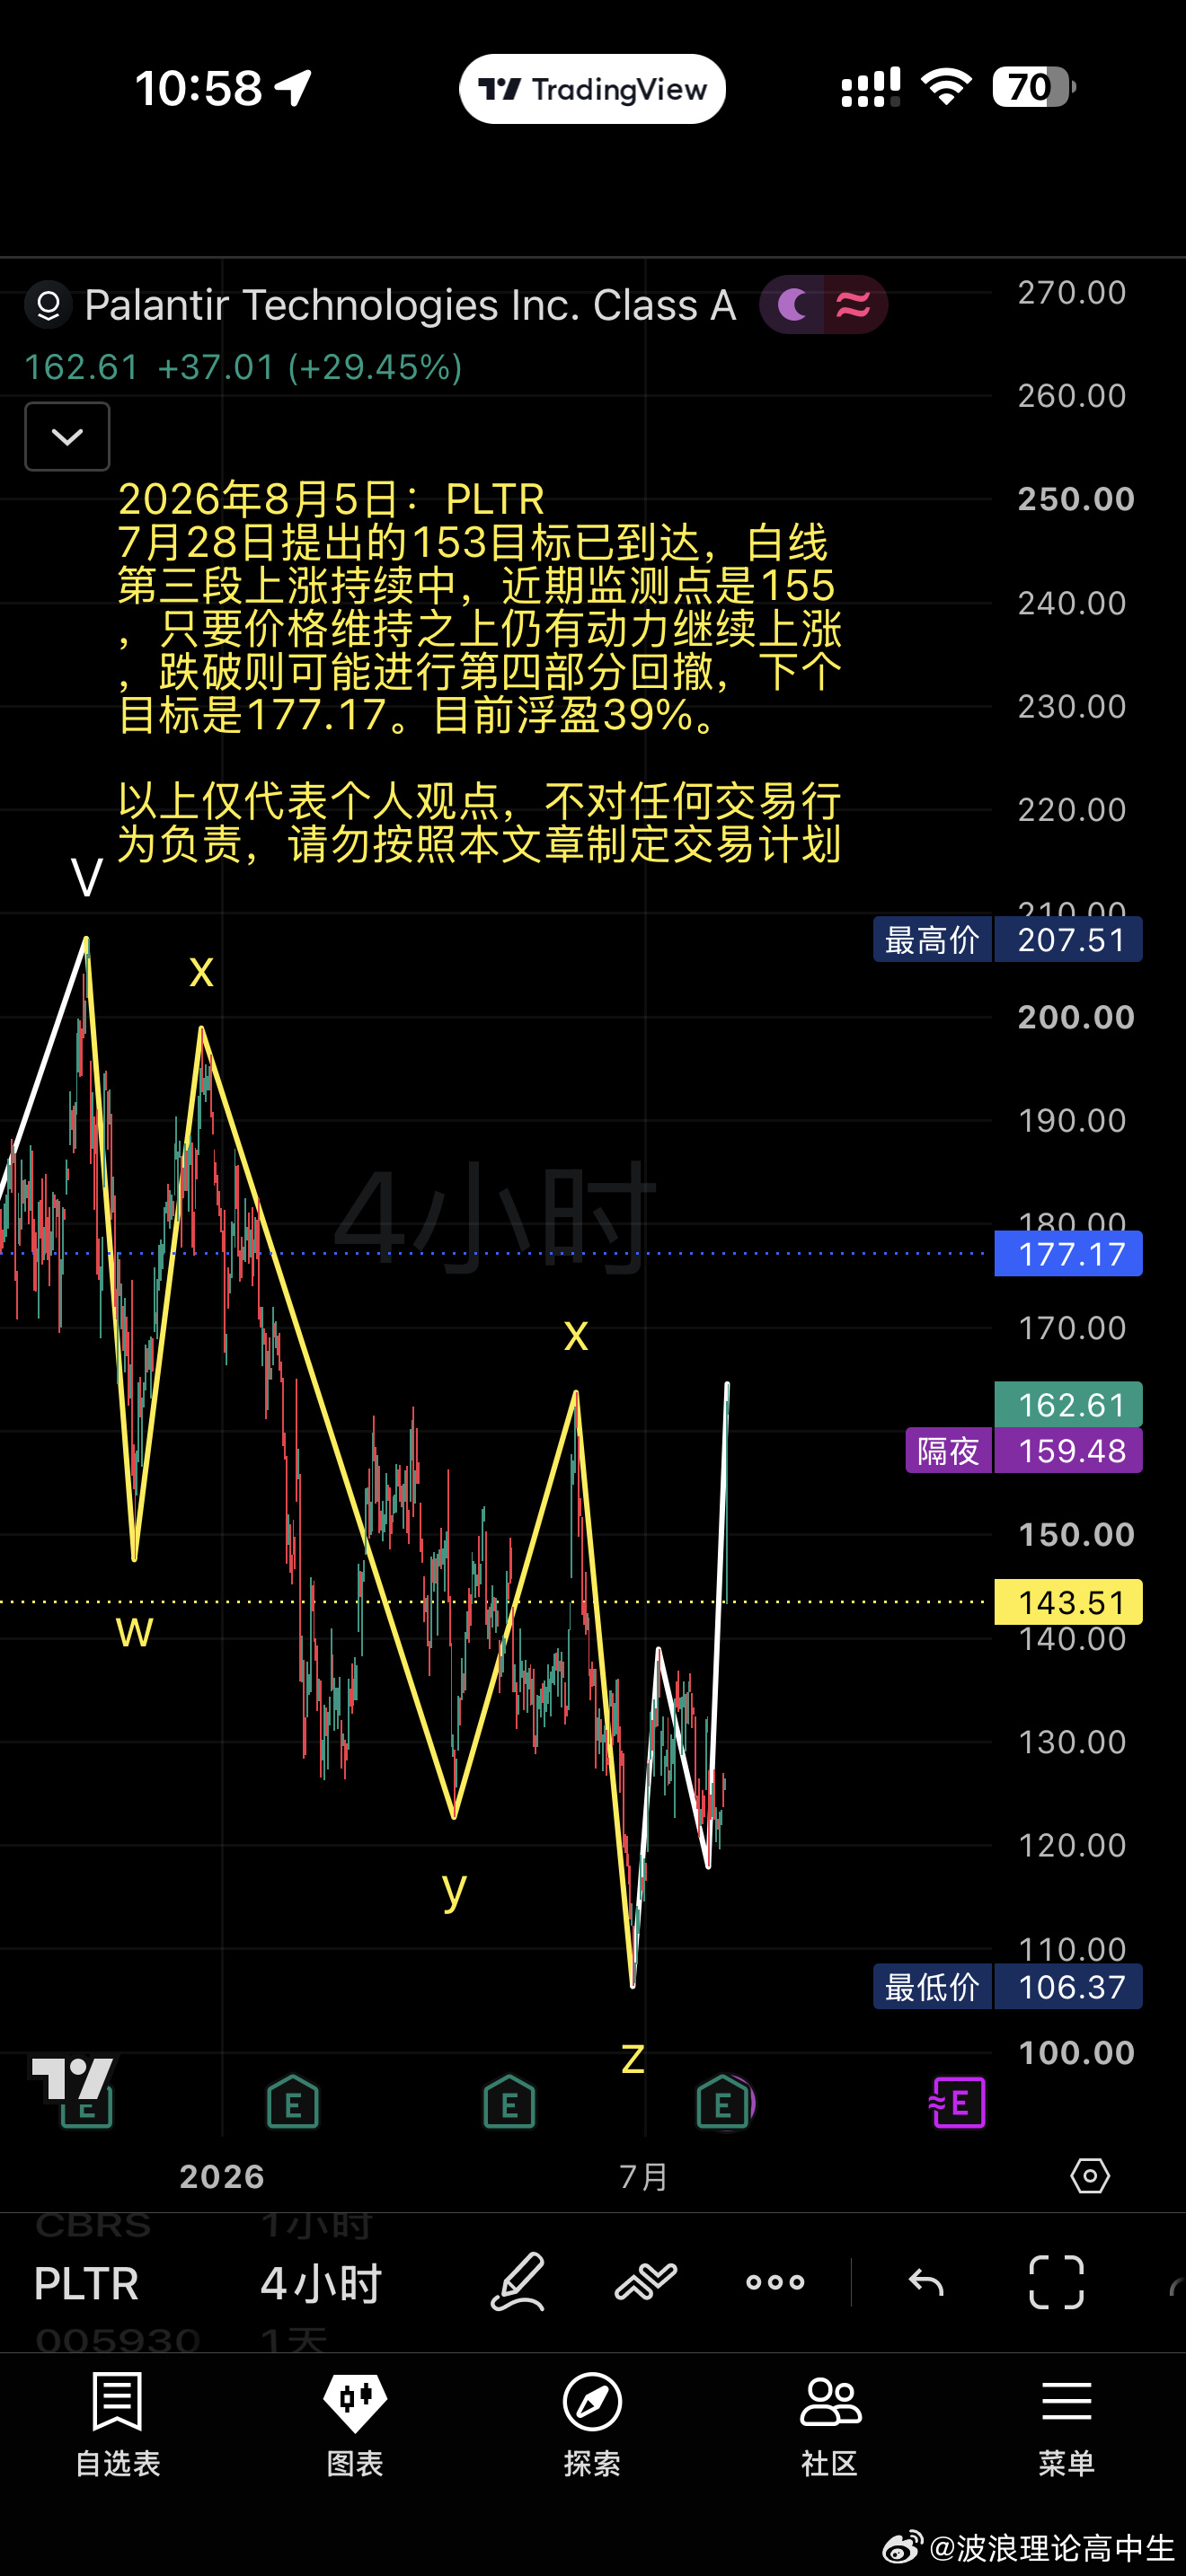 10:58
TradingView
70
Palantir Technologies Inc. Class A
162.61 +37.01 (+29.45%)
2026年8月5日：PLTR
7月28日提出的153目标已到达，白线
第三段上涨持续中，近期监测点是155
，只要价格维持之上仍有动力继续上涨
，跌破则可能进行第四部分回撤，下个
目标是177.17。目前浮盈39%。
以上仅代表个人观点，不对任何交易行
为负责，请勿按照本文章制定交易计划
270.00
260.00
250.00
240.00
230.00
220.00
210.00
最高价 207.51
200.00
190.00
180.00
177.17
170.00
162.61
隔夜 159.48
150.00
143.51
140.00
130.00
120.00
110.00
最低价 106.37
100.00
V
x
4小时
x
w
y
z
E
E
E
E
E
2026
7月
CBRS 1小时
PLTR 4小时
005930 1天
自选表
图表
探索
社区
菜单
@波浪理论高中生